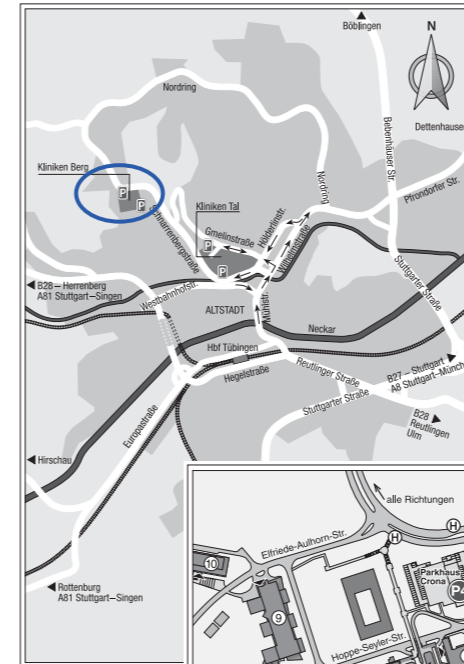 Böblingen
N
Nordring
Dettenhausen
Bebenhäuser Str.
Kliniken Berg
P
P
Pfrondorfer Str.
Nordring
Kliniken Tal
Schnarrenbergstraße
Gmelinstraße
Hölderlinstr.
P
Wilhelmstraße
P
B28 – Herrenberg
A81 Stuttgart–Singen
Westbahnhofstr.
ALTSTADT
Mühlstr.
Stuttgarter Straße
Neckar
Hbf Tübingen
Hegelstraße
Reutlinger Straße
B27 – Stuttgart
A8 Stuttgart–Münch
Stuttgarter Straße
B28
Reutlingen
Ulm
Europastraße
Hirschau
Rottenburg
A81 Stuttgart–Singen
alle Richtungen
H
H
Elfriede-Aulhorn-Str.
10
9
Parkhaus
Crona
P4
Hoppe-Seyler-Str.